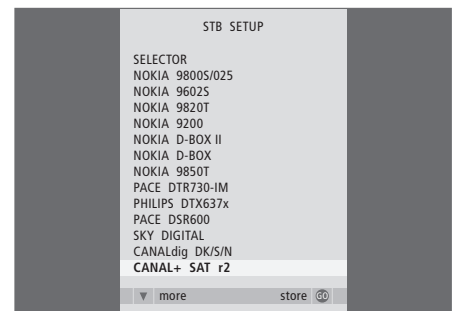 STB SETUP
SELECTOR
NOKIA 9800S/025
NOKIA 9602S
NOKIA 9820T
NOKIA 9200
NOKIA D-BOX II
NOKIA D-BOX
NOKIA 9850T
PACE DTR730-IM
PHILIPS DTX637x
PACE DSR600
SKY DIGITAL
CANALdig DK/S/N
CANAL+ SAT r2
more store GO